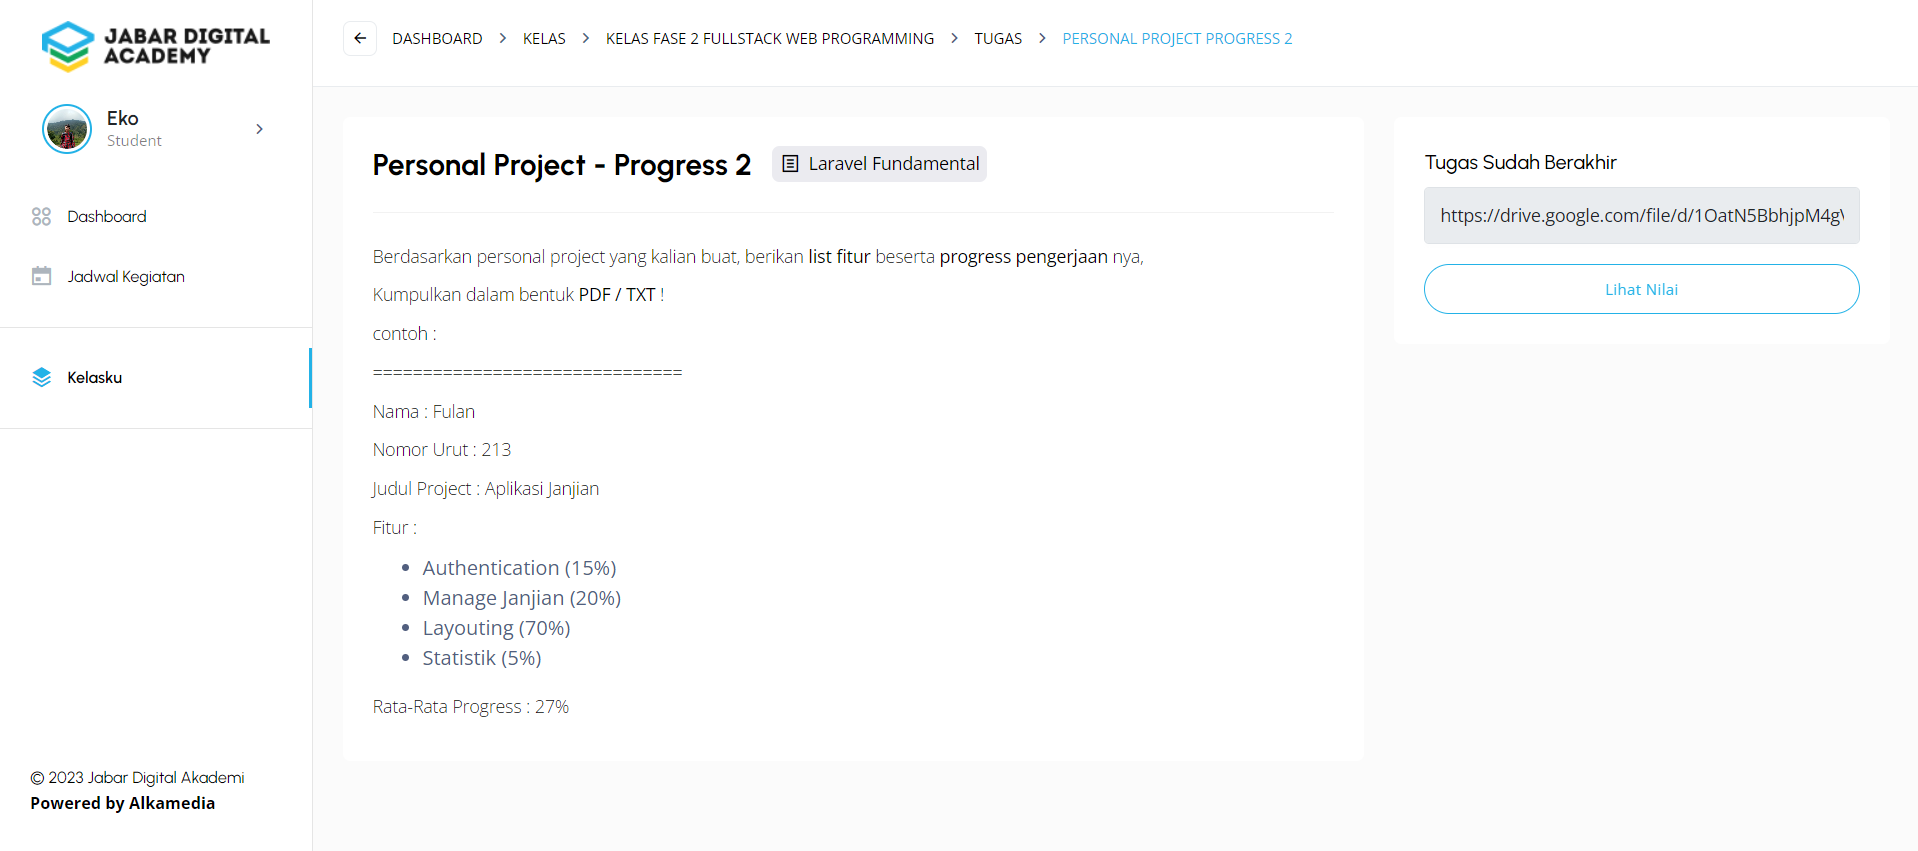 JABAR DIGITAL
ACADEMY
Eko
Student
Dashboard
Jadwal Kegiatan
Kelasku
© 2023 Jabar Digital Akademi
Powered by Alkamedia
DASHBOARD > KELAS > KELAS FASE 2 FULLSTACK WEB PROGRAMMING > TUGAS > PERSONAL PROJECT PROGRESS 2
Personal Project - Progress 2 Laravel Fundamental
Berdasarkan personal project yang kalian buat, berikan list fitur beserta progress pengerjaan nya,
Kumpulkan dalam bentuk PDF / TXT !
contoh :
===============================
Nama : Fulan
Nomor Urut : 213
Judul Project : Aplikasi Janjian
Fitur :
• Authentication (15%)
• Manage Janjian (20%)
• Layouting (70%)
• Statistik (5%)
Rata-Rata Progress : 27%
Tugas Sudah Berakhir
https://drive.google.com/file/d/1OatN5BbhjpM4g
Lihat Nilai